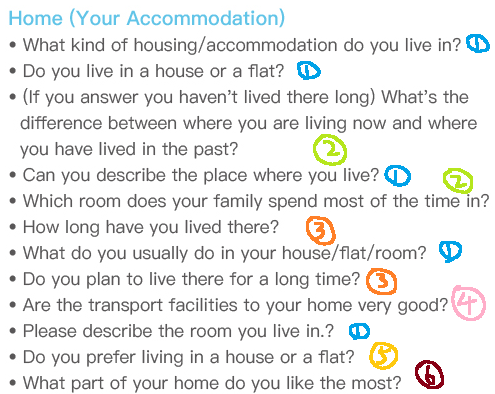 Home (Your Accommodation)
• What kind of housing/accommodation do you live in? 1
• Do you live in a house or a flat? 1
• (If you answer you haven't lived there long) What's the
difference between where you are living now and where
you have lived in the past? 2
• Can you describe the place where you live? 1 2
• Which room does your family spend most of the time in?
• How long have you lived there? 3
• What do you usually do in your house/flat/room? 1
• Do you plan to live there for a long time? 3
• Are the transport facilities to your home very good? 4
• Please describe the room you live in.? 1
• Do you prefer living in a house or a flat? 5
• What part of your home do you like the most? 6